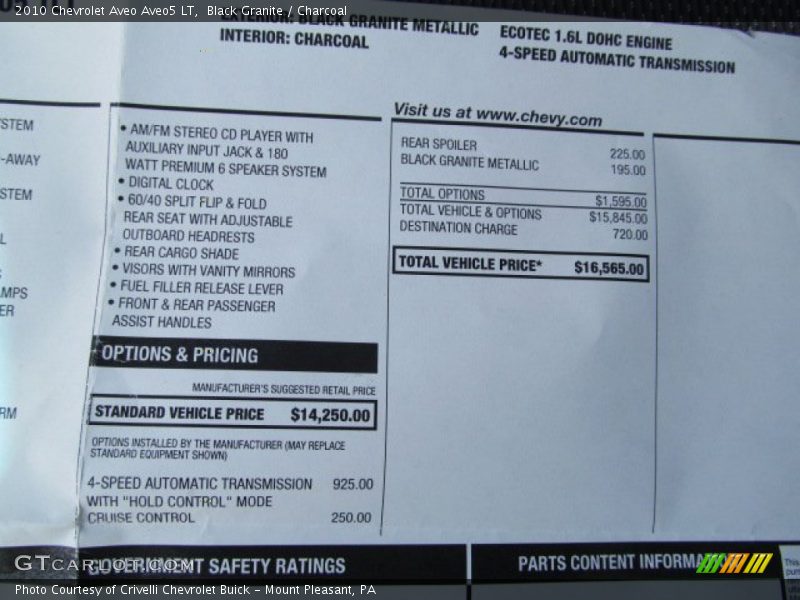 2010 Chevrolet Aveo Aveo5 LT, Black Granite / Charcoal
EXTERIOR: BLACK GRANITE METALLIC
INTERIOR: CHARCOAL
ECOTEC 1.6L DOHC ENGINE
4-SPEED AUTOMATIC TRANSMISSION
-AWAY
• AM/FM STEREO CD PLAYER WITH
AUXILIARY INPUT JACK & 180
WATT PREMIUM 6 SPEAKER SYSTEM
• DIGITAL CLOCK
• 60/40 SPLIT FLIP & FOLD
REAR SEAT WITH ADJUSTABLE
OUTBOARD HEADRESTS
• REAR CARGO SHADE
• VISORS WITH VANITY MIRRORS
• FUEL FILLER RELEASE LEVER
• FRONT & REAR PASSENGER
ASSIST HANDLES
OPTIONS & PRICING
MANUFACTURER'S SUGGESTED RETAIL PRICE
STANDARD VEHICLE PRICE $14,250.00
OPTIONS INSTALLED BY THE MANUFACTURER (MAY REPLACE
STANDARD EQUIPMENT SHOWN)
4-SPEED AUTOMATIC TRANSMISSION 925.00
WITH "HOLD CONTROL" MODE
CRUISE CONTROL 250.00
Visit us at www.chevy.com
REAR SPOILER 225.00
BLACK GRANITE METALLIC 195.00
TOTAL OPTIONS $1,595.00
TOTAL VEHICLE & OPTIONS $15,845.00
DESTINATION CHARGE 720.00
TOTAL VEHICLE PRICE* $16,565.00
GOVERNMENT SAFETY RATINGS
PARTS CONTENT INFORMA
This
GTcarlot.com
Photo Courtesy of Crivelli Chevrolet Buick – Mount Pleasant, PA